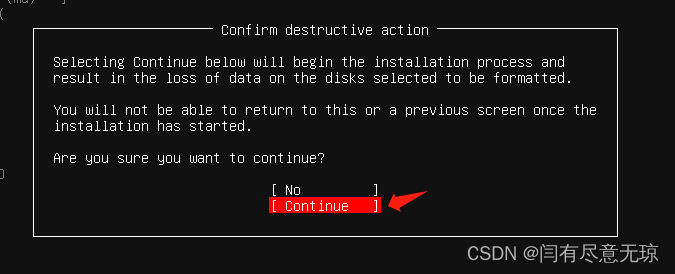 (ma)
(
Confirm destructive action
Selecting Continue below will begin the installation process and
result in the loss of data on the disks selected to be formatted.
You will not be able to return to this or a previous screen once the
installation has started.
Are you sure you want to continue?
[ No ]
[ Continue ]
CSDN @闫有尽意无琼